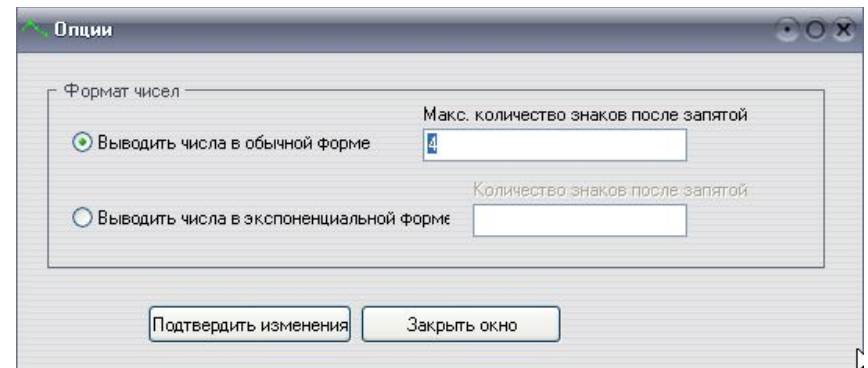 Опции
Формат чисел
Макс. количество знаков после запятой
Выводить числа в обычной форме
4
Количество знаков после запятой
Выводить числа в экспоненциальной форме
Подтвердить изменения
Закрыть окно